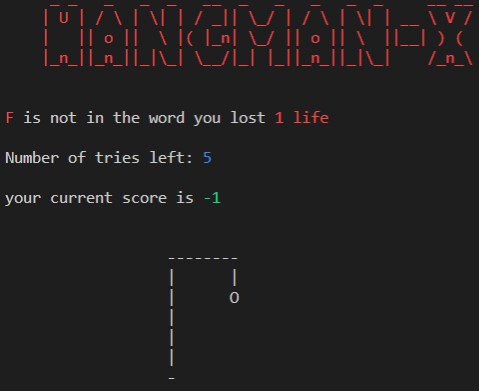 HANGMAN-X
F is not in the word you lost 1 life
Number of tries left: 5
your current score is -1